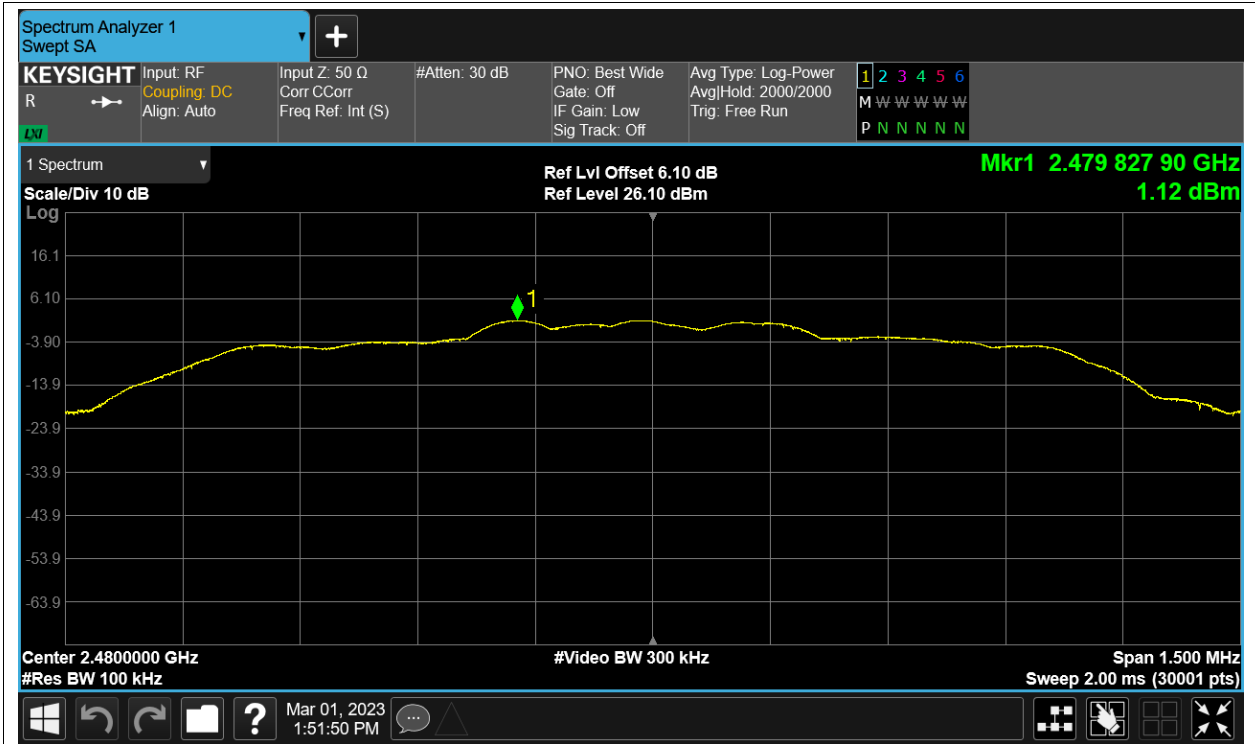 Spectrum Analyzer 1
Swept SA
KEYSIGHT Input: RF Input Z: 50 Ω #Atten: 30 dB PNO: Best Wide Avg Type: Log-Power 1 2 3 4 5 6
R Coupling: DC Corr CCorr Gate: Off Avg|Hold: 2000/2000 M W W W W W
Align: Auto Freq Ref: Int (S) IF Gain: Low Trig: Free Run
LXI Sig Track: Off P N N N N N
1 Spectrum Ref Lvl Offset 6.10 dB Mkr1 2.479 827 90 GHz
Scale/Div 10 dB Ref Level 26.10 dBm 1.12 dBm
Log
16.1
6.10
1
-3.90
-13.9
-23.9
-33.9
-43.9
-53.9
-63.9
Center 2.4800000 GHz #Video BW 300 kHz Span 1.500 MHz
#Res BW 100 kHz Sweep 2.00 ms (30001 pts)
? Mar 01, 2023
1:51:50 PM